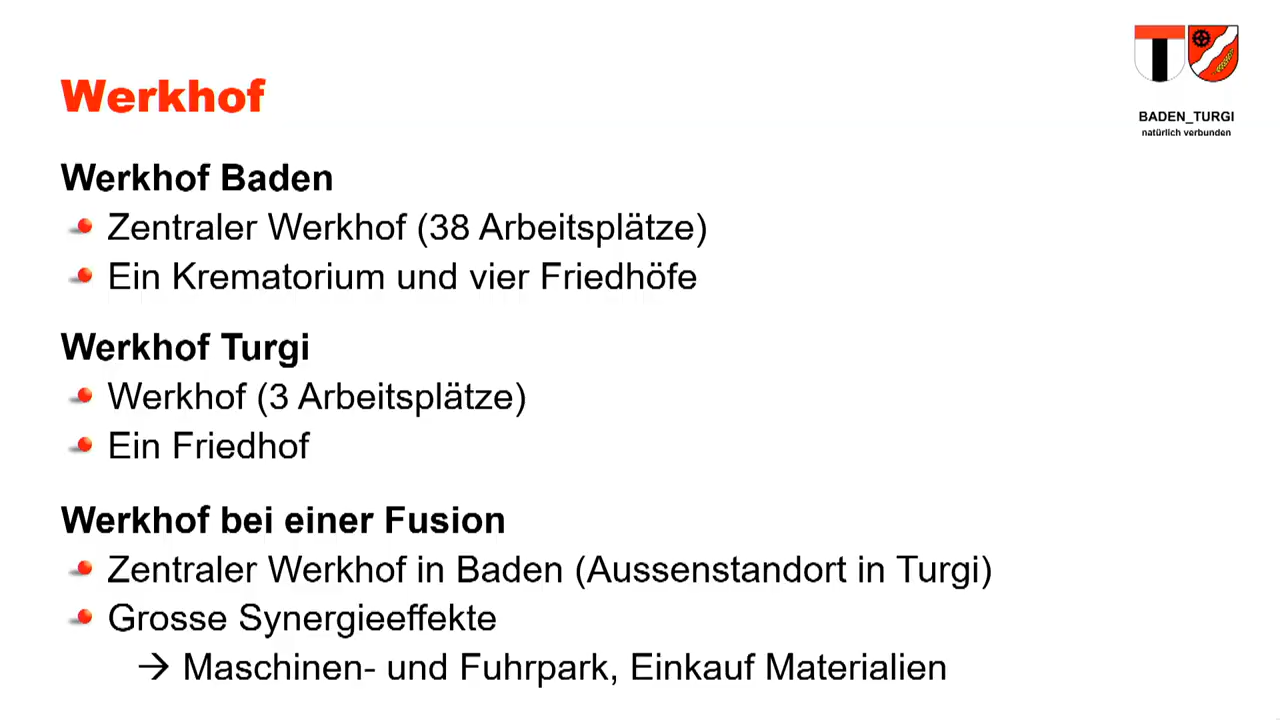 Werkhof
BADEN_TURGI
natürlich verbunden
Werkhof Baden
Zentraler Werkhof (38 Arbeitsplätze)
Ein Krematorium und vier Friedhöfe
Werkhof Turgi
Werkhof (3 Arbeitsplätze)
Ein Friedhof
Werkhof bei einer Fusion
Zentraler Werkhof in Baden (Aussenstandort in Turgi)
Grosse Synergieeffekte
→ Maschinen- und Fuhrpark, Einkauf Materialien